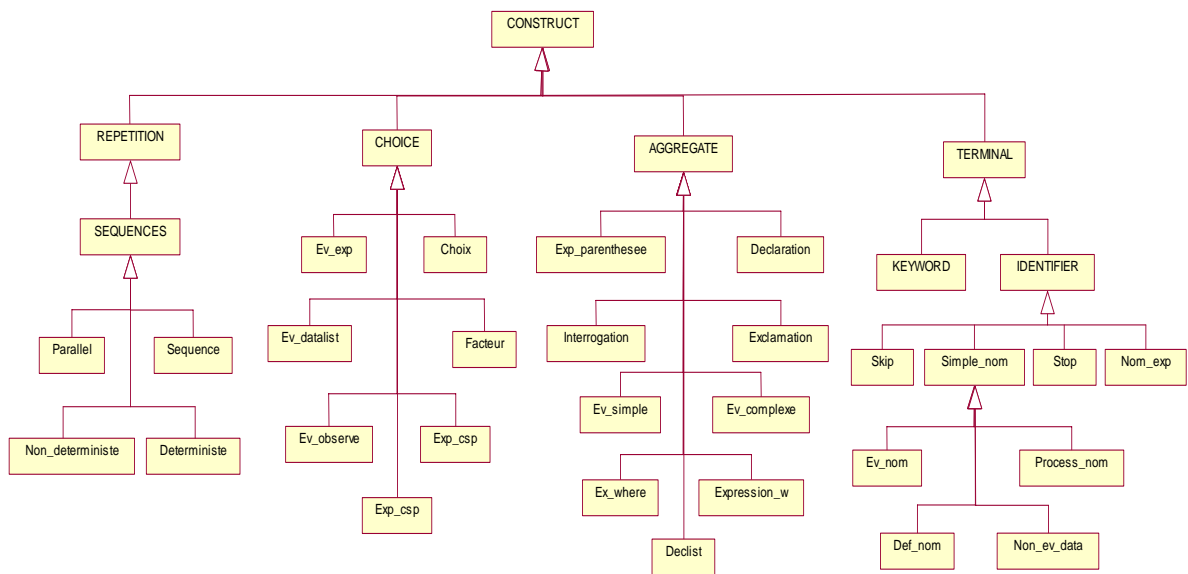 CONSTRUCT
REPETITION
CHOICE
AGGREGATE
TERMINAL
SEQUENCES
Ev_exp
Choix
Exp_parenthesee
Declaration
KEYWORD
IDENTIFIER
Parallel
Sequence
Ev_datalist
Facteur
Interrogation
Exclamation
Skip
Simple_nom
Stop
Nom_exp
Ev_simple
Ev_complexe
Non_deterministe
Deterministe
Ev_observe
Exp_csp
Ev_nom
Process_nom
Ex_where
Expression_w
Exp_csp
Declist
Def_nom
Non_ev_data